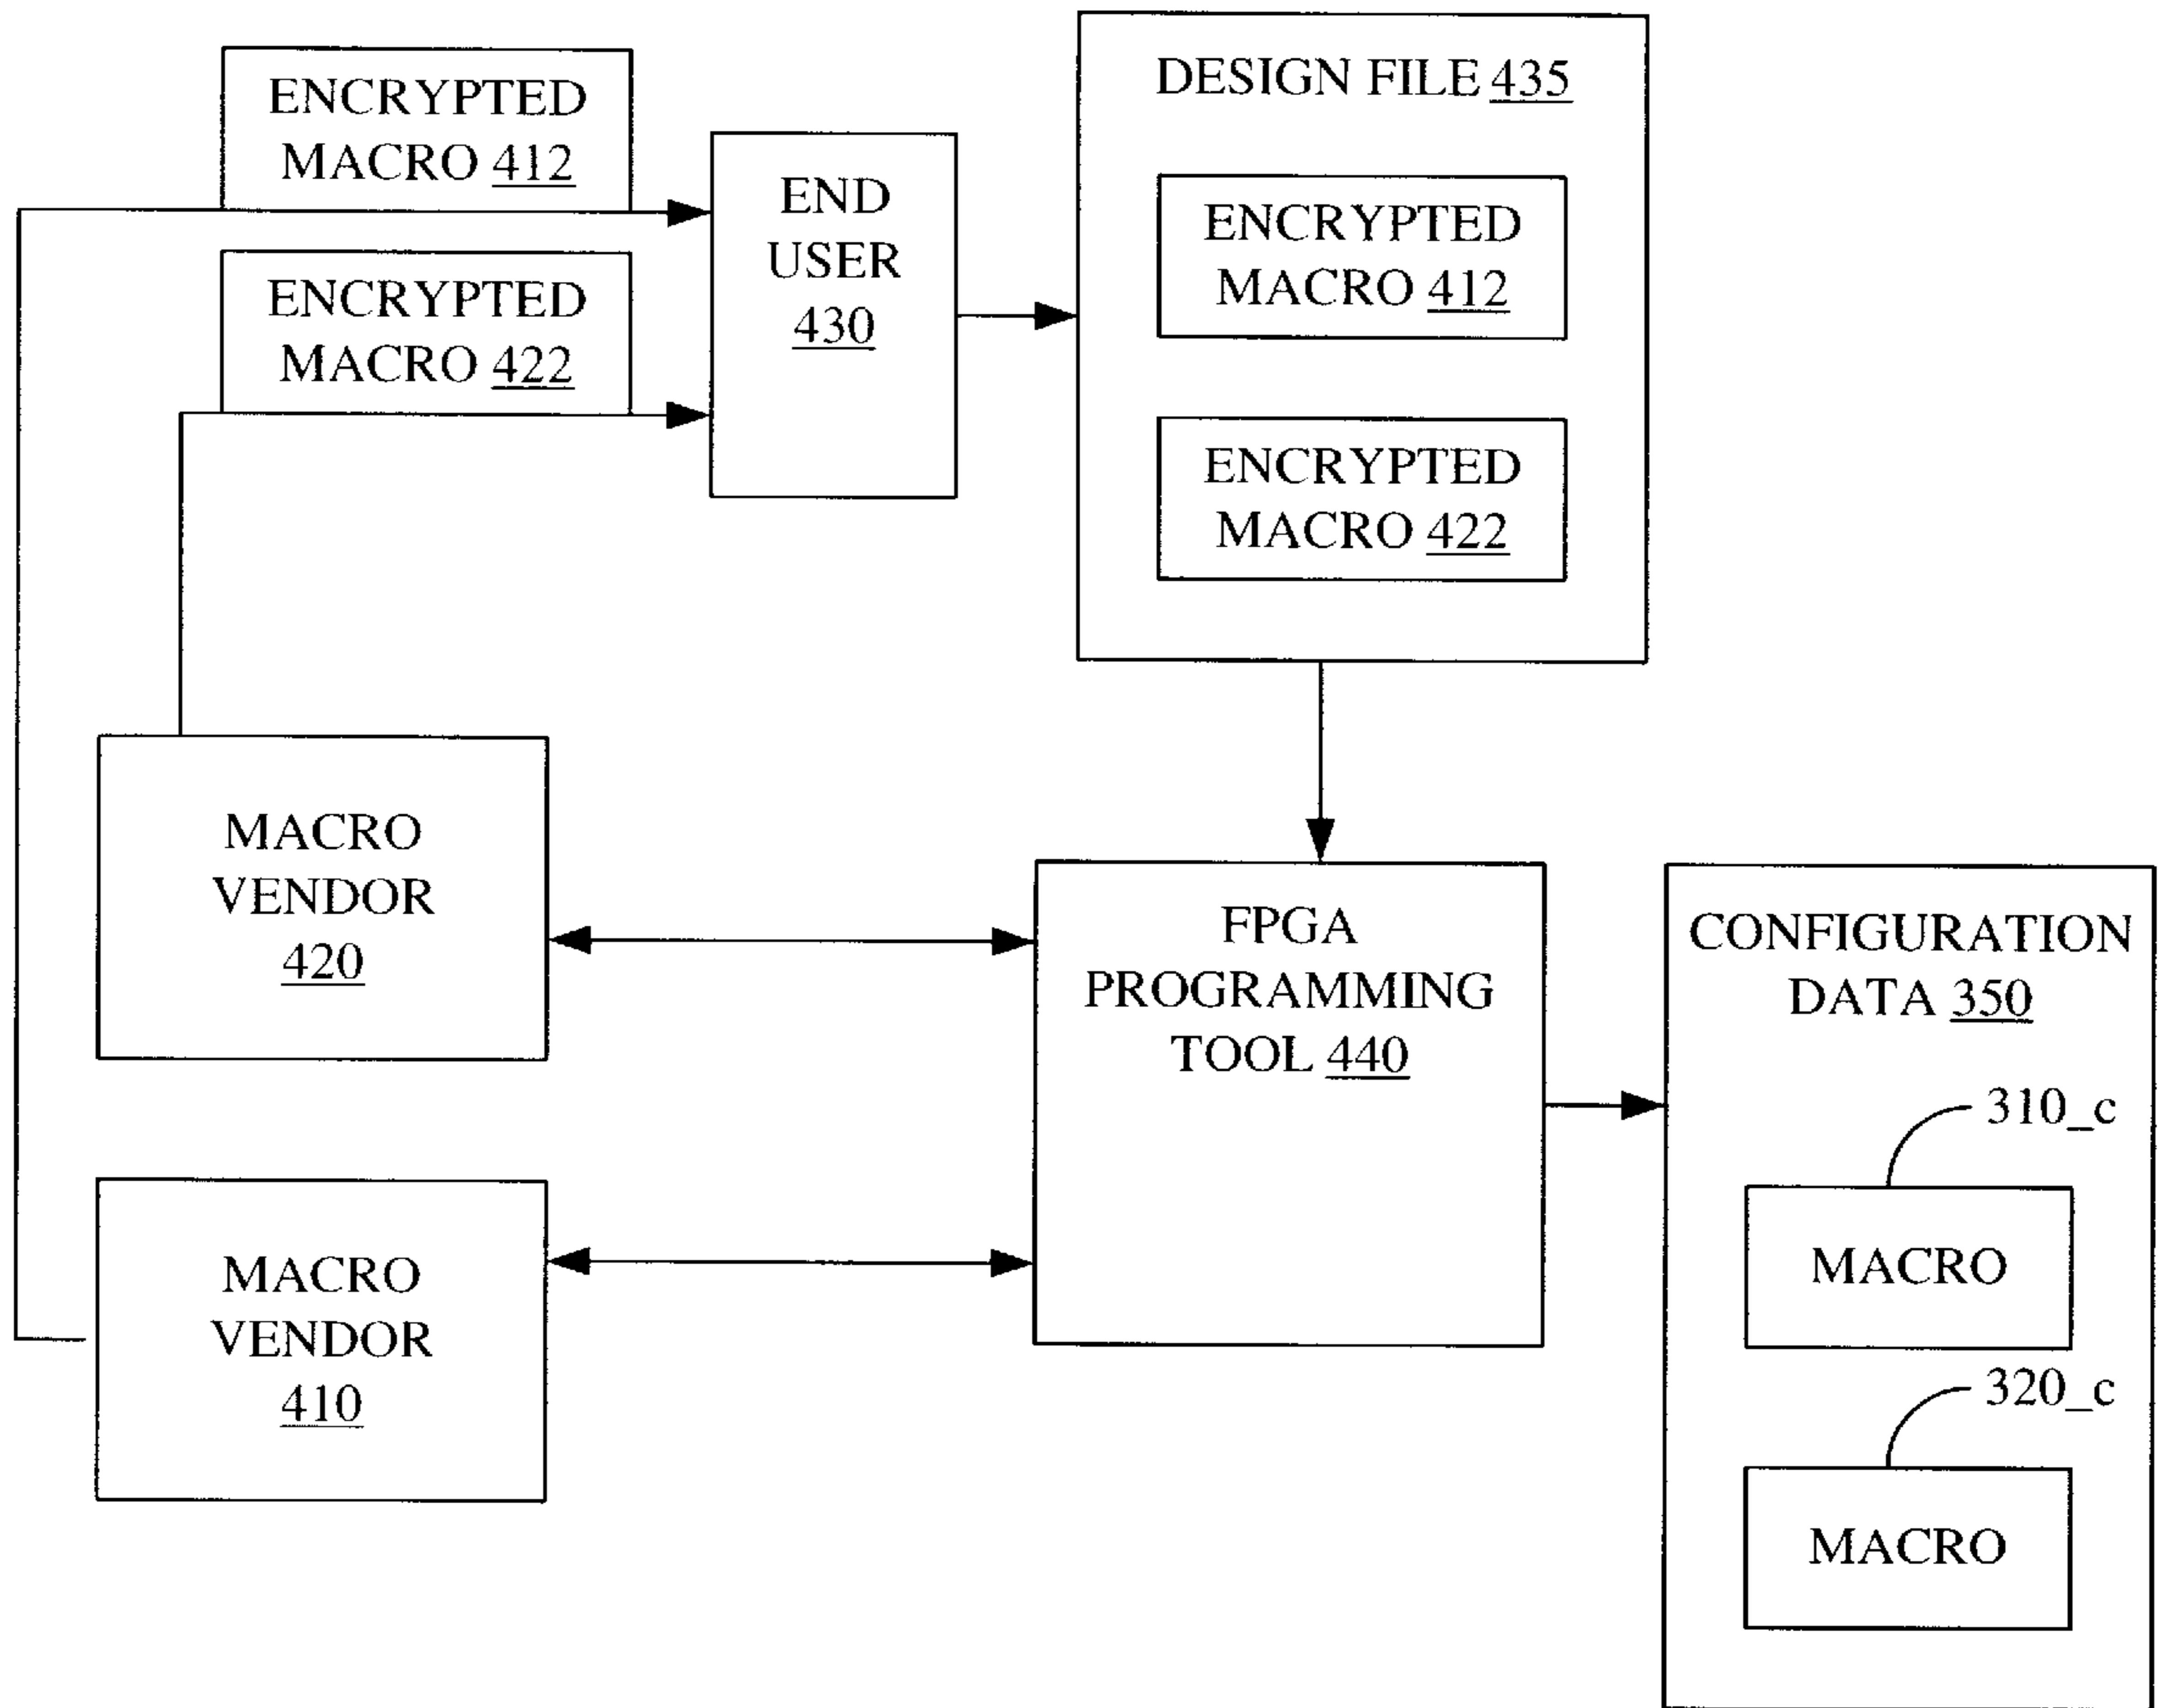 ENCRYPTED
MACRO 412
ENCRYPTED
MACRO 422
END
USER
430
DESIGN FILE 435
ENCRYPTED
MACRO 412
ENCRYPTED
MACRO 422
MACRO
VENDOR
420
MACRO
VENDOR
410
FPGA
PROGRAMMING
TOOL 440
CONFIGURATION
DATA 350
310_c
MACRO
320_c
MACRO